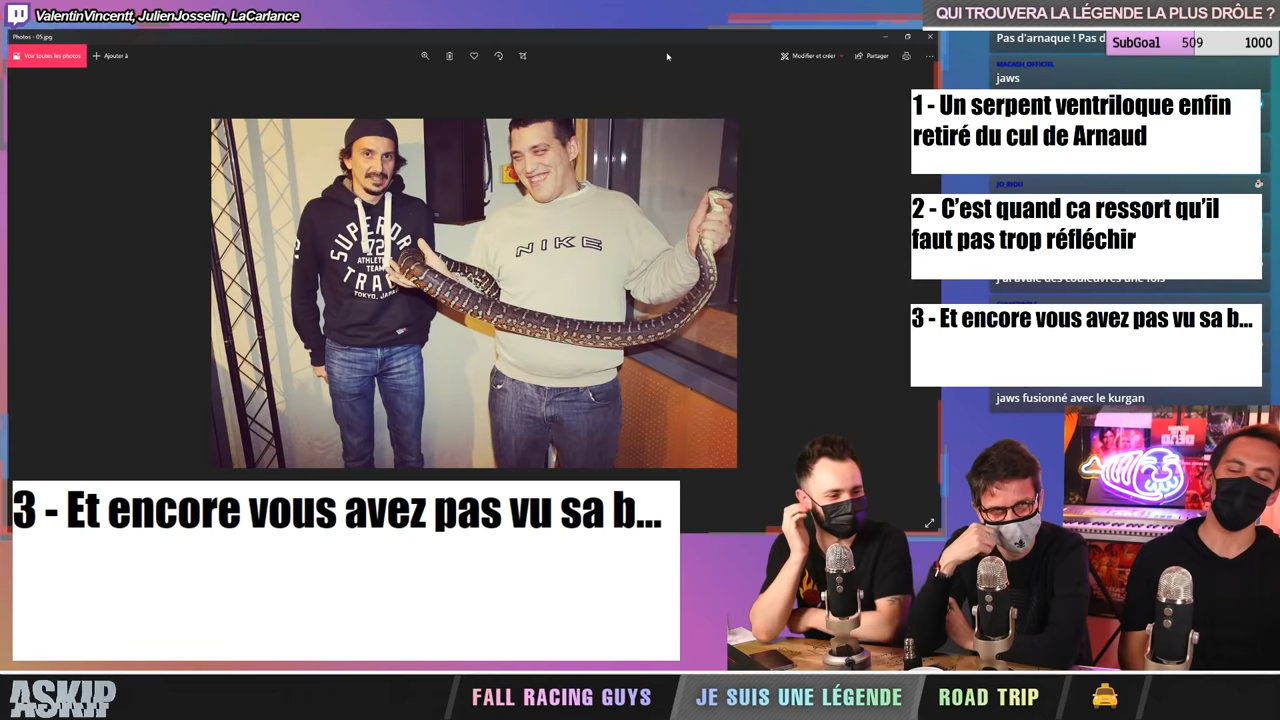 ValentinVincentt, JulienJosselin, LaCarlance
QUI TROUVERA LA LÉGENDE LA PLUS DRÔLE ?
Photos - 05.jpg
Voir toutes les photos
Ajouter à
Modifier et créer
Partager
Pas d'arnaque ! Pas d
SubGoal 509 1000
MACASH_OFFICIEL
jaws
1 - Un serpent ventriloque enfin
retiré du cul de Arnaud
JO_RIOU
2 - C’est quand ca ressort qu’il
faut pas trop réfléchir
3 - Et encore vous avez pas vu sa b...
jaws fusionné avec le kurgan
SUPERDRY
72
ATHLETIC
TEAM
TRA
TOKYO, JAPA
NIKE
3 - Et encore vous avez pas vu sa b...
ASKIP
FALL RACING GUYS
JE SUIS UNE LÉGENDE
ROAD TRIP